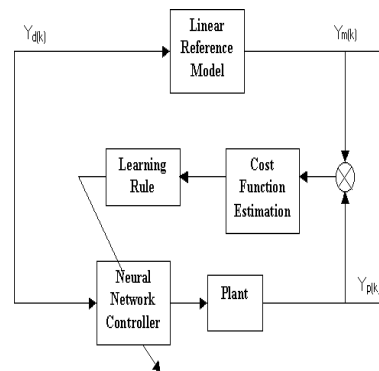 Yd(k)
Linear
Reference
Model
Ym(k)
Learning
Rule
Cost
Function
Estimation
Neural
Network
Controller
Plant
Yp(k